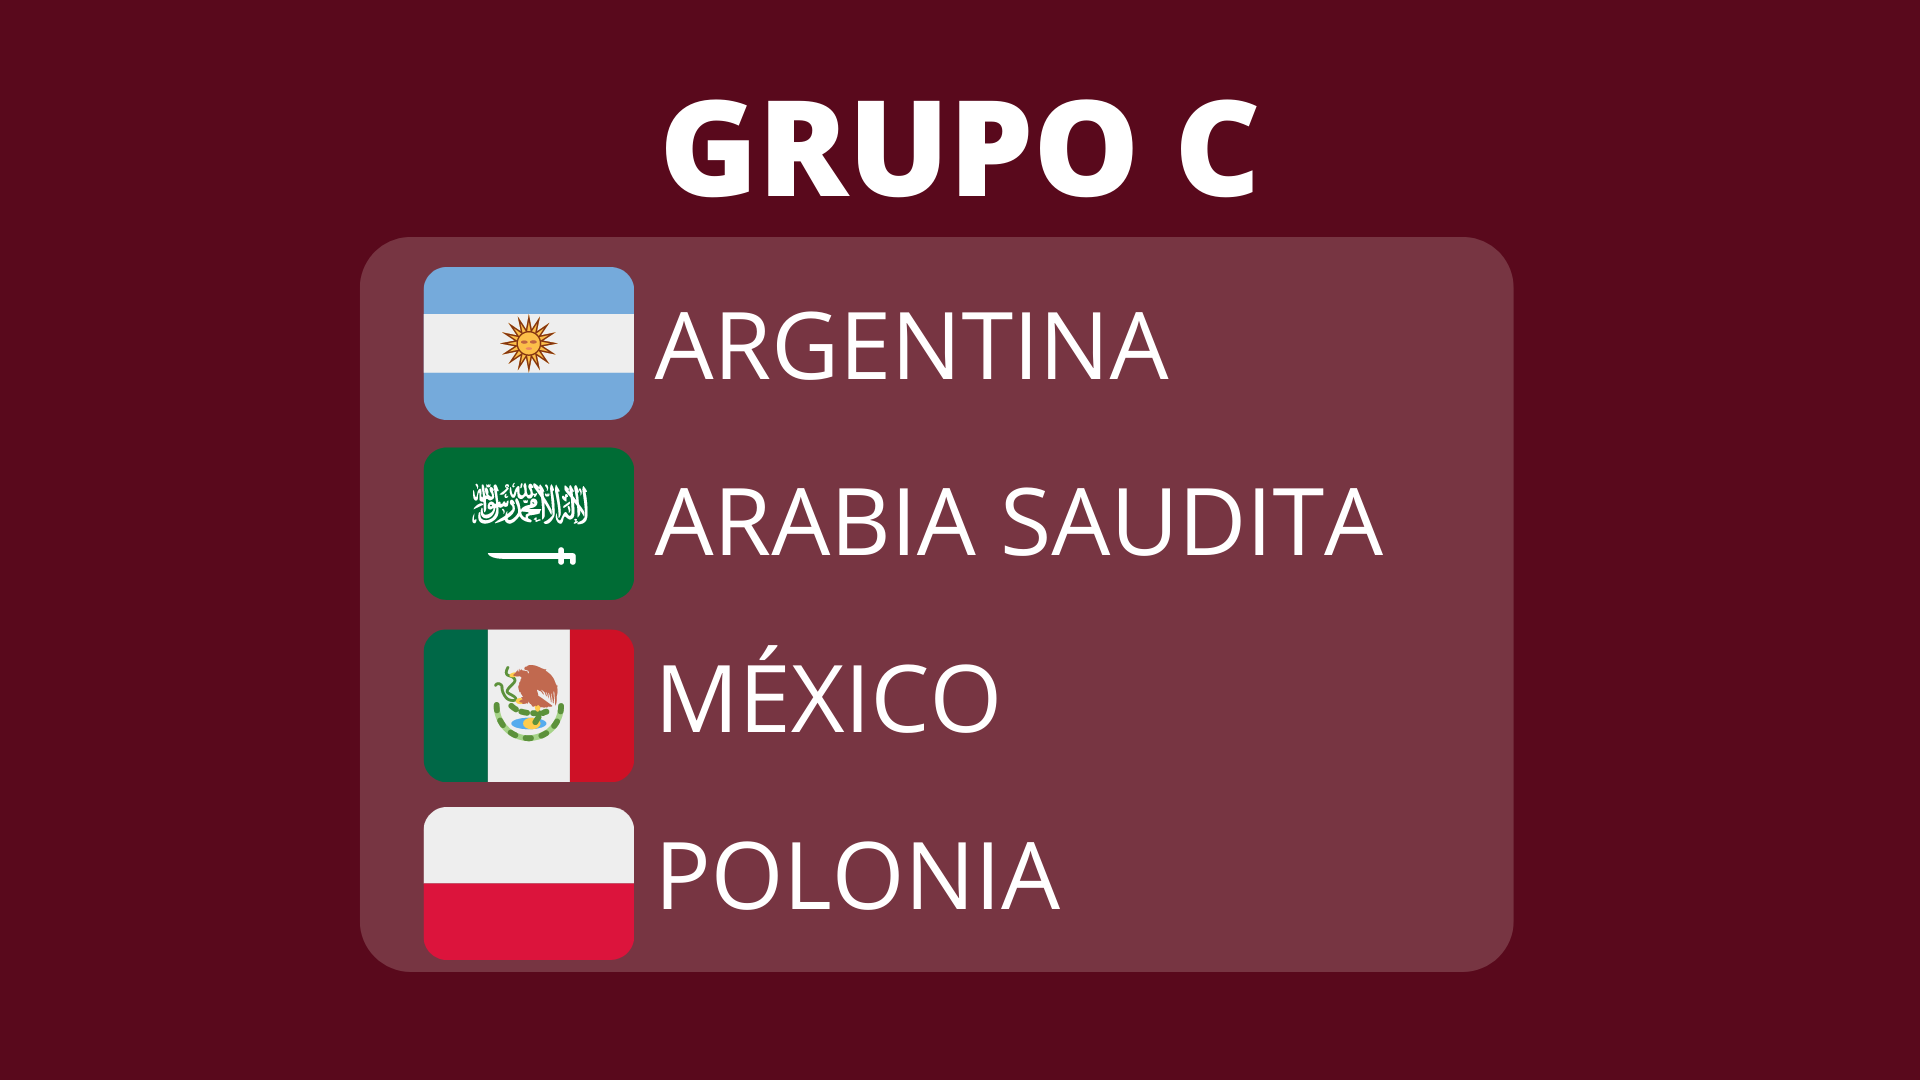 GRUPO C
ARGENTINA
ARABIA SAUDITA
MÉXICO
POLONIA